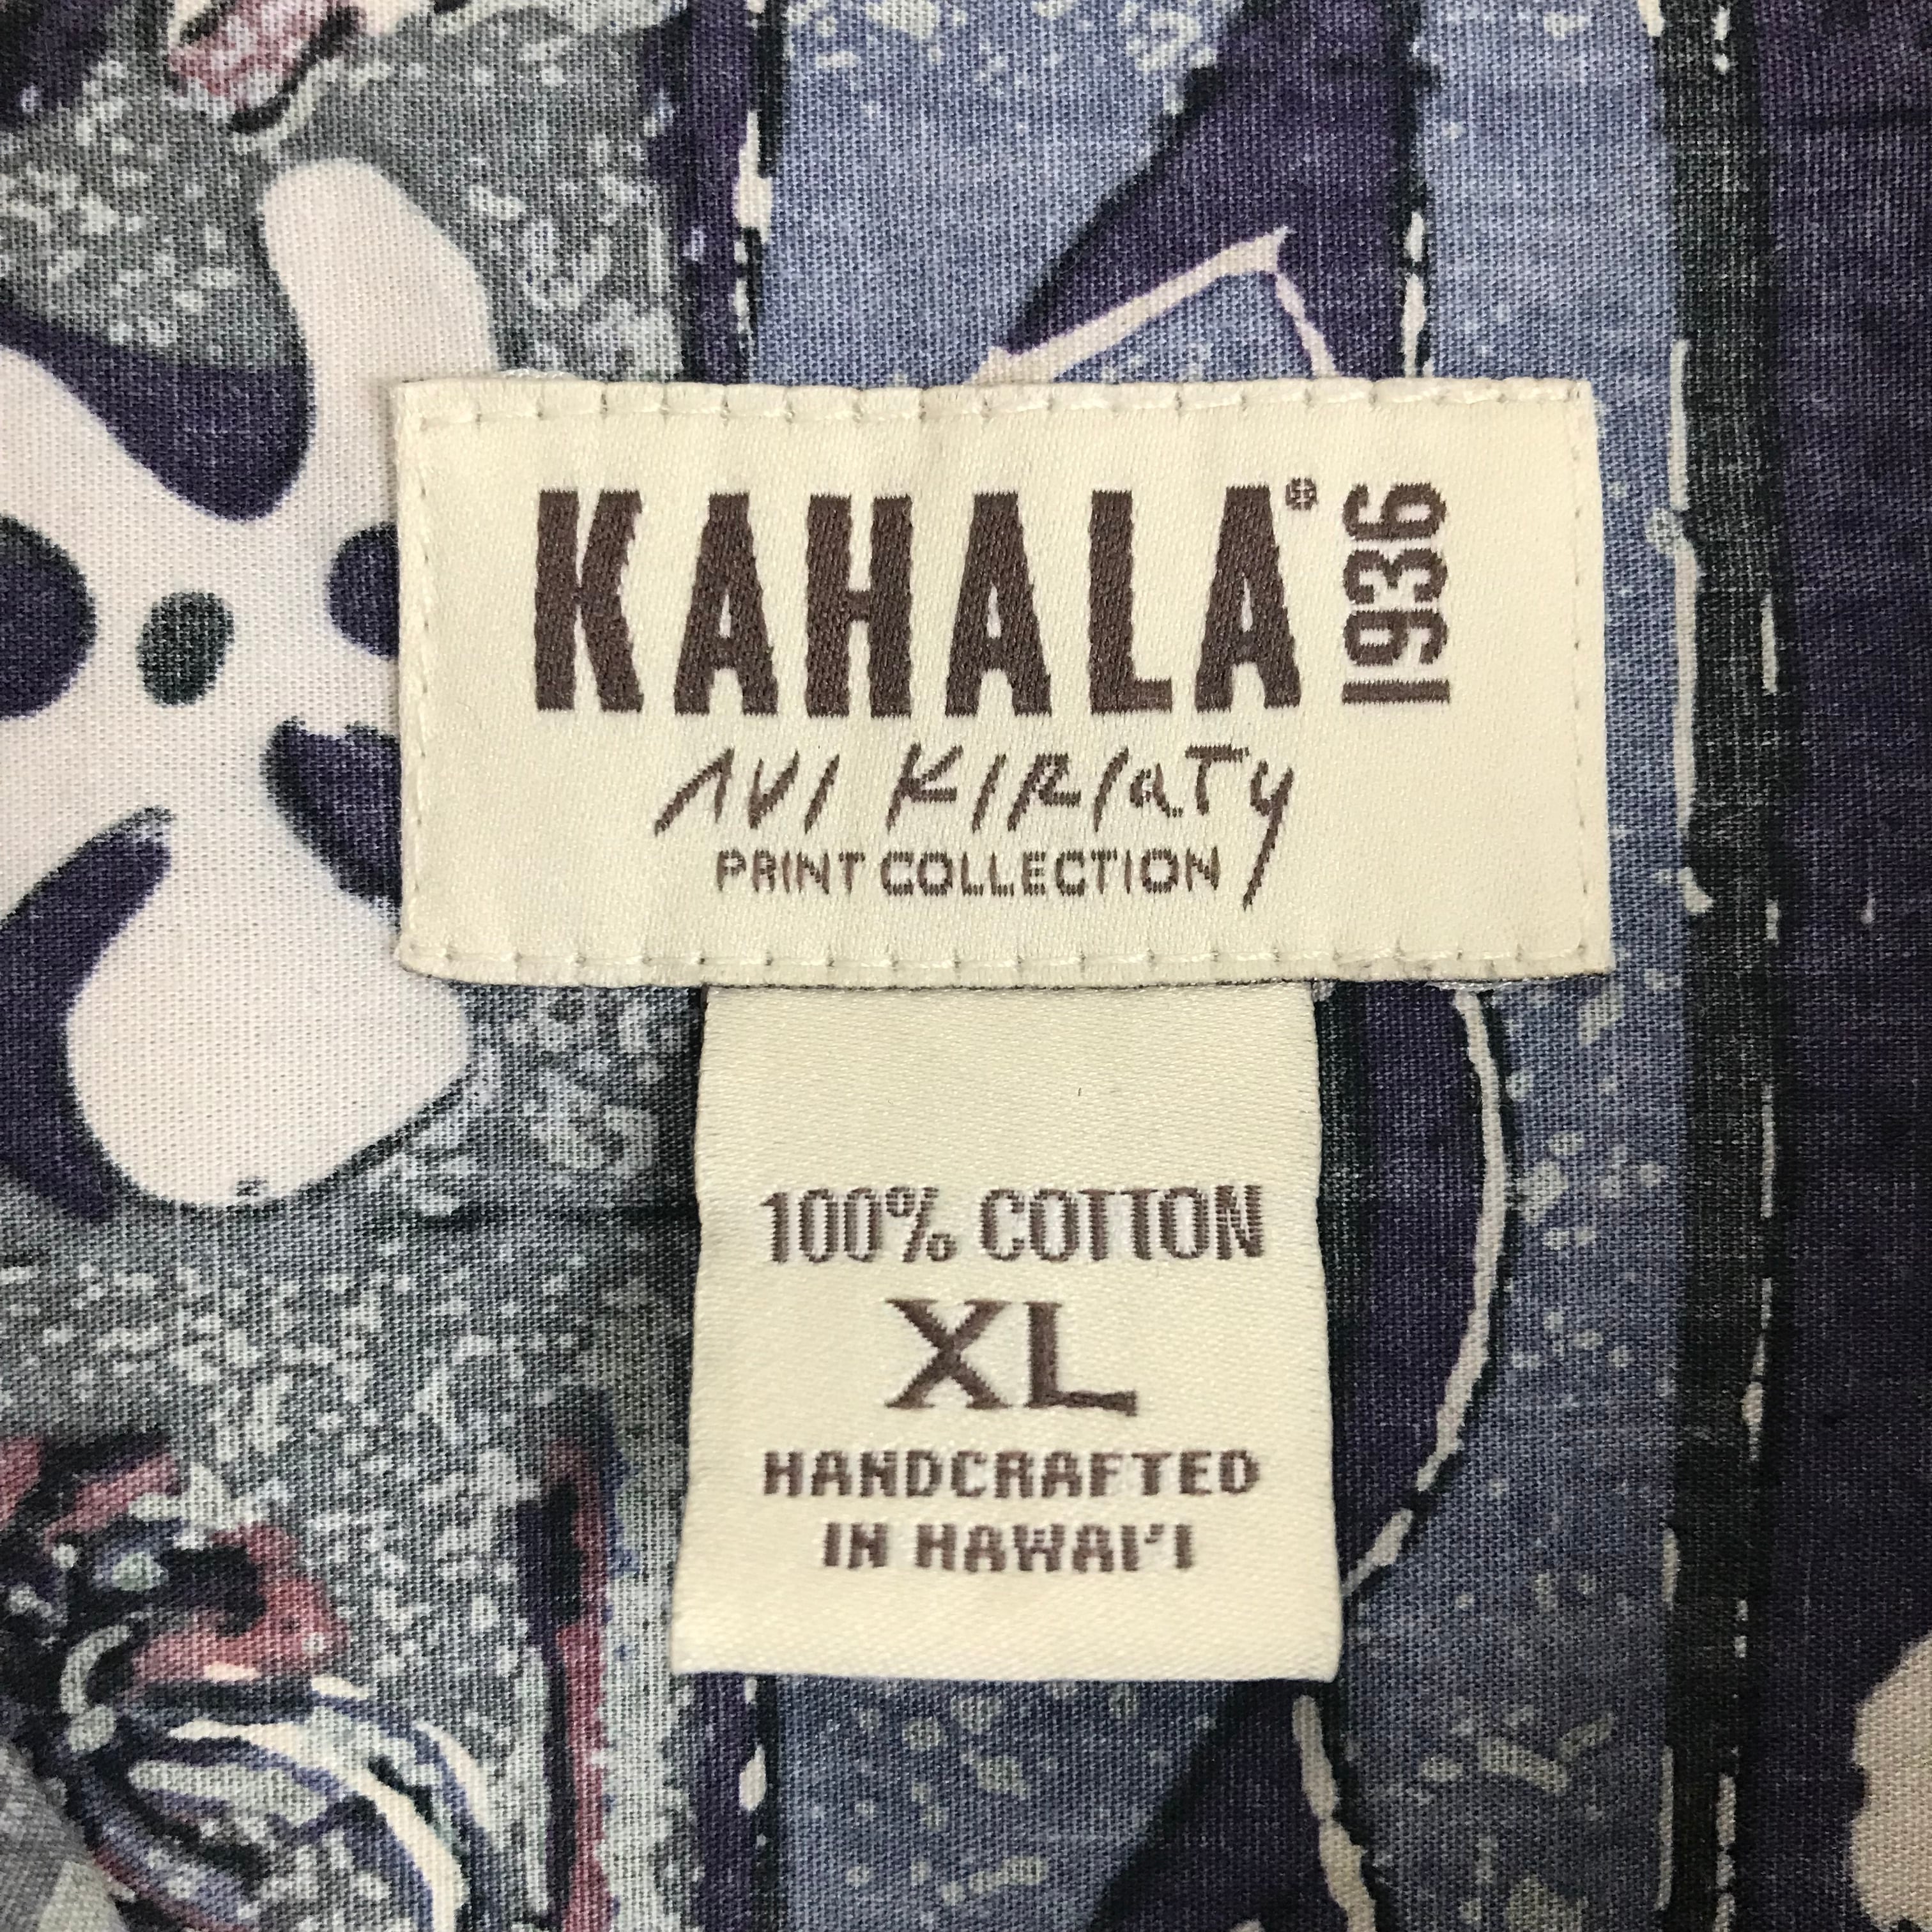 KAHALA® 1936
AVI KIRIaTy
PRINT COLLECTION
100% COTTON
XL
HANDCRAFTED
IN HAWAI'I